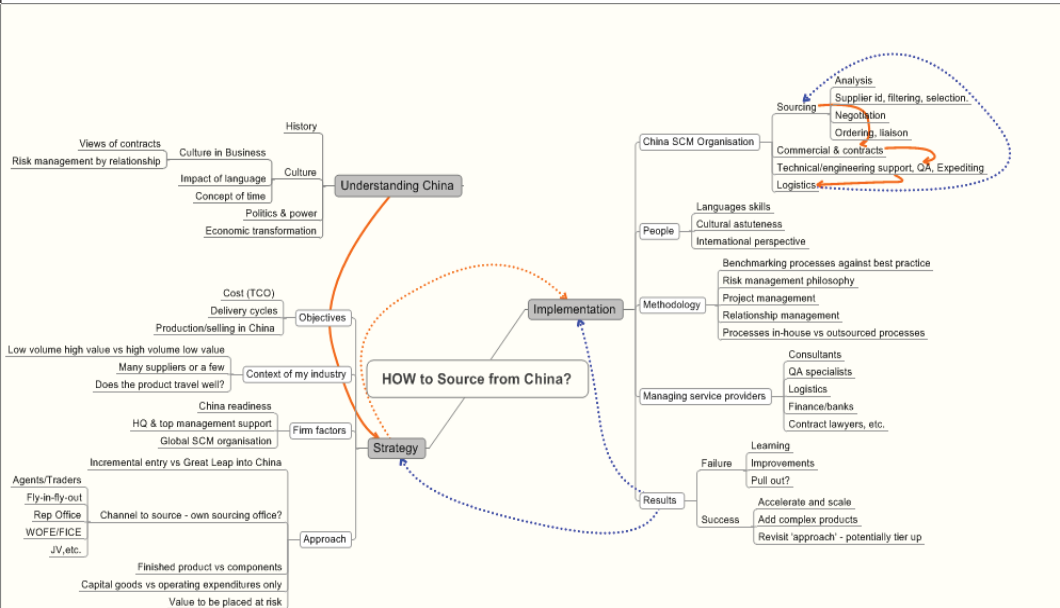 HOW to Source from China?
Understanding China
History
Culture
Culture in Business
Views of contracts
Risk management by relationship
Impact of language
Concept of time
Politics & power
Economic transformation
Strategy
Objectives
Cost (TCO)
Delivery cycles
Production/selling in China
Context of my industry
Low volume high value vs high volume low value
Many suppliers or a few
Does the product travel well?
Firm factors
China readiness
HQ & top management support
Global SCM organisation
Approach
Incremental entry vs Great Leap into China
Channel to source - own sourcing office?
Agents/Traders
Fly-in-fly-out
Rep Office
WOFE/FICE
JV,etc.
Finished product vs components
Capital goods vs operating expenditures only
Value to be placed at risk
Implementation
China SCM Organisation
Sourcing
Analysis
Supplier id, filtering, selection.
Negotiation
Ordering, liaison
Commercial & contracts
Technical/engineering support, QA, Expediting
Logistics
People
Languages skills
Cultural astuteness
International perspective
Methodology
Benchmarking processes against best practice
Risk management philosophy
Project management
Relationship management
Processes in-house vs outsourced processes
Managing service providers
Consultants
QA specialists
Logistics
Finance/banks
Contract lawyers, etc.
Results
Failure
Learning
Improvements
Pull out?
Success
Accelerate and scale
Add complex products
Revisit 'approach' - potentially tier up